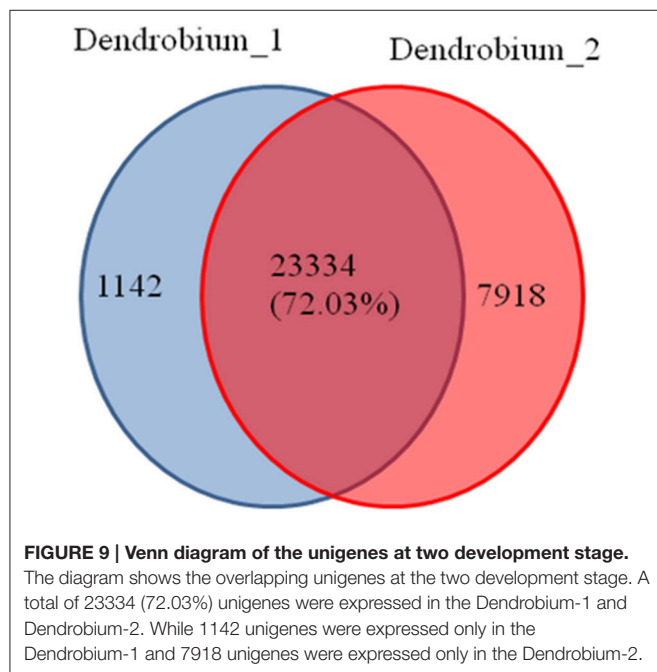 Dendrobium_1
Dendrobium_2
1142
23334
(72.03%)
7918
FIGURE 9 | Venn diagram of the unigenes at two development stage.
The diagram shows the overlapping unigenes at the two development stage. A
total of 23334 (72.03%) unigenes were expressed in the Dendrobium-1 and
Dendrobium-2. While 1142 unigenes were expressed only in the
Dendrobium-1 and 7918 unigenes were expressed only in the Dendrobium-2.